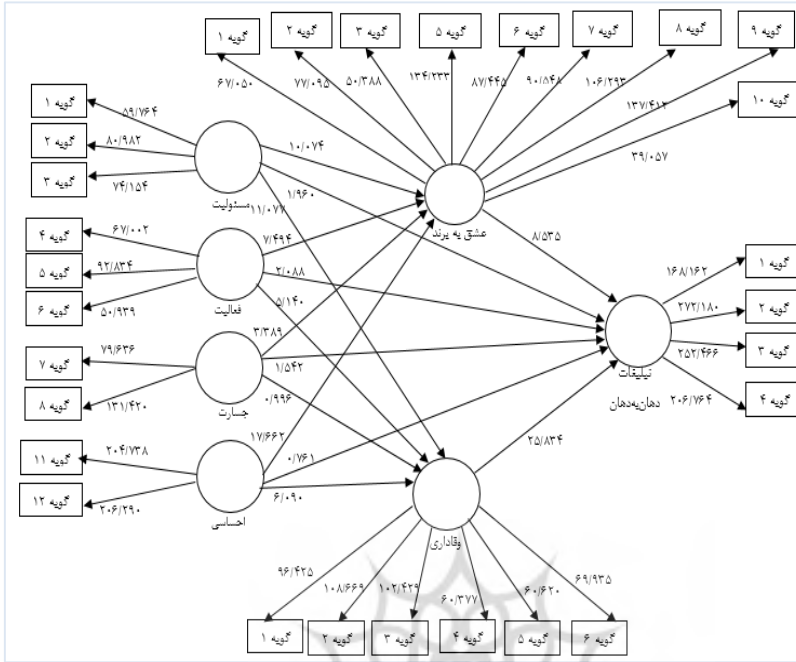 گویه ۱
گویه ۲
گویه ۳
گویه ۵
گویه ۶
گویه ۷
گویه ۸
گویه ۹
گویه ۱۰
۶۷/۰۵۰
۷۷/۰۹۵
۵۰/۳۸۸
۱۳۴/۲۳۳
۸۷/۴۴۵
۹۰/۵۴۸
۱۰۶/۲۹۳
۱۳۷/۴۱۲
۳۹/۰۵۷
گویه ۱
گویه ۲
گویه ۳
۵۹/۷۶۴
۸۰/۹۸۲
۷۴/۱۵۴
مسئولیت
۱۰/۰۷۴
۱/۹۶۰
۱۱/۰۷۷
عشق یه یرند
گویه ۴
گویه ۵
گویه ۶
۶۷/۰۰۲
۹۲/۸۳۴
۵۰/۹۳۹
فعالیت
۷/۴۹۴
۲/۰۸۸
۵/۱۴۰
۸/۵۳۵
گویه ۷
گویه ۸
۷۹/۶۳۶
۱۳۱/۴۲۰
جسارت
۳/۳۸۹
۱/۵۴۲
۰/۹۹۶
گویه ۱
گویه ۲
گویه ۳
گویه ۴
۱۶۸/۱۶۲
۲۷۲/۱۸۰
۲۵۲/۴۶۶
۲۰۶/۷۶۴
تیلیغات
دهان‌یه‌دهان
گویه ۱۱
گویه ۱۲
۲۰۴/۷۳۸
۲۰۶/۲۹۰
احساسی
۱۷/۶۶۲
۰/۷۶۱
۶/۰۹۰
۲۵/۸۳۴
وفاداری
۹۶/۴۲۵
۱۰۸/۶۶۹
۱۰۲/۴۲۹
۶۰/۳۷۷
۶۰/۶۲۰
۶۹/۹۳۵
گویه ۱
گویه ۲
گویه ۳
گویه ۴
گویه ۵
گویه ۶